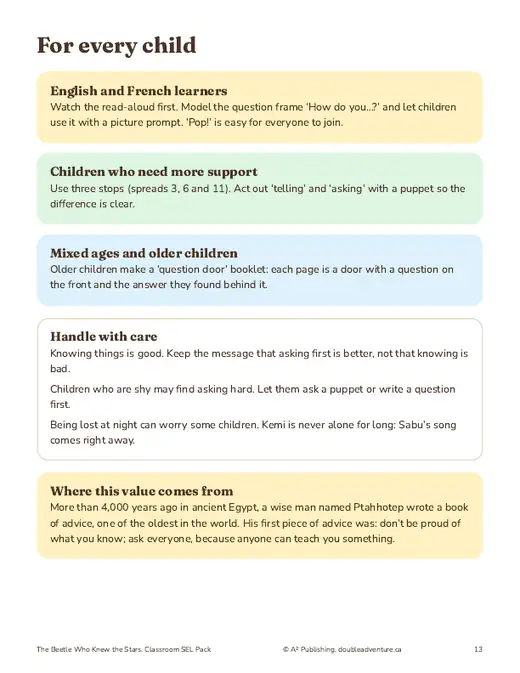 For every child
English and French learners
Watch the read-aloud first. Model the question frame ‘How do you…?’ and let children
use it with a picture prompt. ‘Pop!’ is easy for everyone to join.
Children who need more support
Use three stops (spreads 3, 6 and 11). Act out ‘telling’ and ‘asking’ with a puppet so the
difference is clear.
Mixed ages and older children
Older children make a ‘question door’ booklet: each page is a door with a question on
the front and the answer they found behind it.
Handle with care
Knowing things is good. Keep the message that asking first is better, not that knowing is
bad.
Children who are shy may find asking hard. Let them ask a puppet or write a question
first.
Being lost at night can worry some children. Kemi is never alone for long: Sabu’s song
comes right away.
Where this value comes from
More than 4,000 years ago in ancient Egypt, a wise man named Ptahhotep wrote a book
of advice, one of the oldest in the world. His first piece of advice was: don’t be proud of
what you know; ask everyone, because anyone can teach you something.
The Beetle Who Knew the Stars. Classroom SEL Pack
© A² Publishing, doubleadventure.ca
13